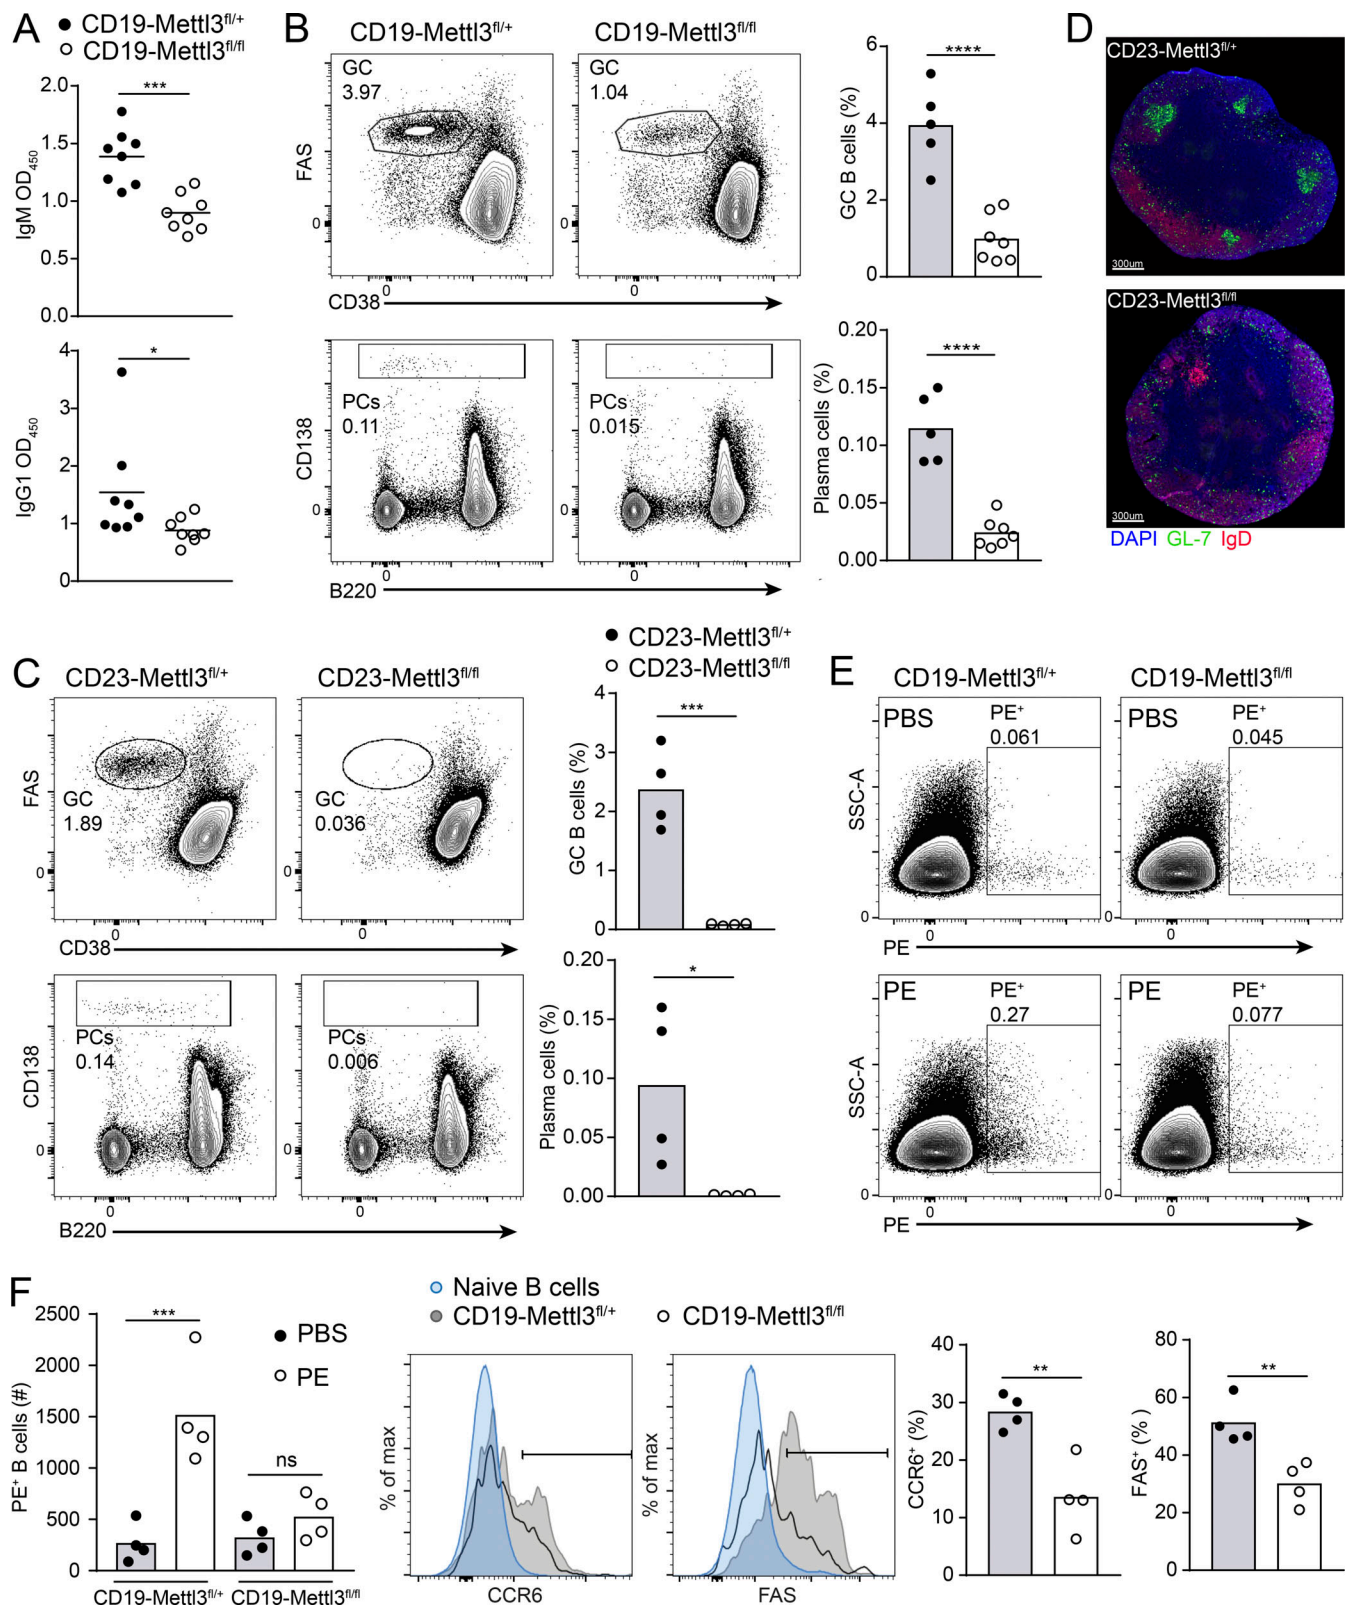 A
● CD19-Mettl3fl/+
○ CD19-Mettl3fl/fl
2.0
1.5
1.0
0.5
0.0
IgM OD450
***
4
3
2
1
0
IgG1 OD450
*
B
CD19-Mettl3fl/+
CD19-Mettl3fl/fl
GC
3.97
GC
1.04
FAS
0
0
0
0
CD38
PCs
0.11
PCs
0.015
CD138
0
0
0
0
B220
6
4
2
0
GC B cells (%)
****
0.20
0.15
0.10
0.05
0.00
Plasma cells (%)
****
D
CD23-Mettl3fl/+
300um
CD23-Mettl3fl/fl
300um
DAPI GL-7 IgD
C
CD23-Mettl3fl/+
CD23-Mettl3fl/fl
GC
1.89
GC
0.036
FAS
0
0
0
0
CD38
PCs
0.14
PCs
0.006
CD138
0
0
0
0
B220
● CD23-Mettl3fl/+
○ CD23-Mettl3fl/fl
4
3
2
1
0
GC B cells (%)
***
0.20
0.15
0.10
0.05
0.00
Plasma cells (%)
*
E
CD19-Mettl3fl/+
CD19-Mettl3fl/fl
PBS
PE+
0.061
PBS
PE+
0.045
SSC-A
0
0
0
0
PE
PE
PE+
0.27
PE
PE+
0.077
SSC-A
0
0
0
0
PE
F
2500
2000
1500
1000
500
0
PE+ B cells (#)
***
ns
● PBS
○ PE
CD19-Mettl3fl/+
CD19-Mettl3fl/fl
Naive B cells
CD19-Mettl3fl/+
CD19-Mettl3fl/fl
% of max
CCR6
% of max
FAS
40
30
20
10
0
CCR6+ (%)
**
80
60
40
20
0
FAS+ (%)
**